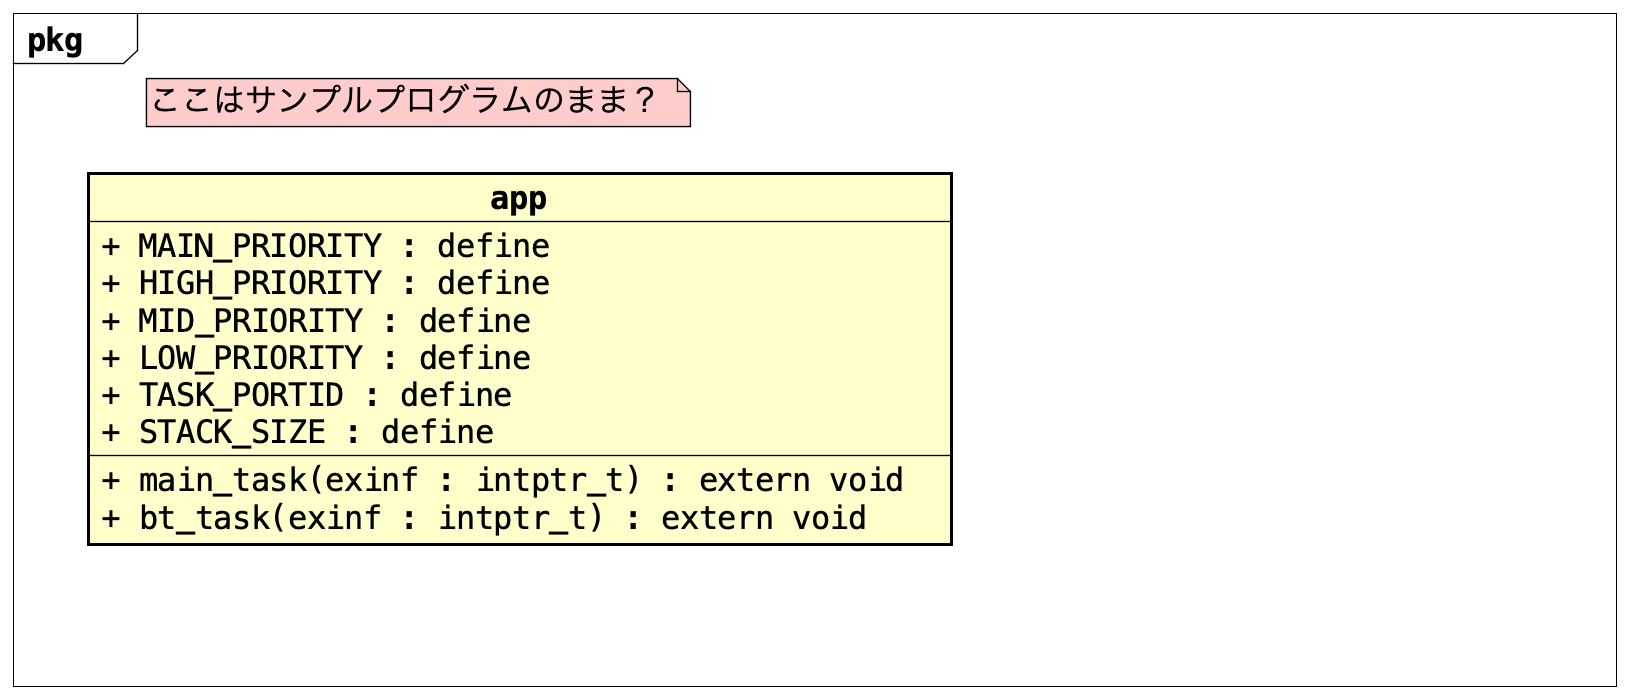 pkg
ここはサンプルプログラムのまま？
app
+ MAIN_PRIORITY : define
+ HIGH_PRIORITY : define
+ MID_PRIORITY : define
+ LOW_PRIORITY : define
+ TASK_PORTID : define
+ STACK_SIZE : define
+ main_task(exinf : intptr_t) : extern void
+ bt_task(exinf : intptr_t) : extern void